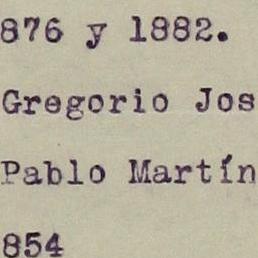 876 y 1882.
Gregorio Jos
Pablo Martín
854